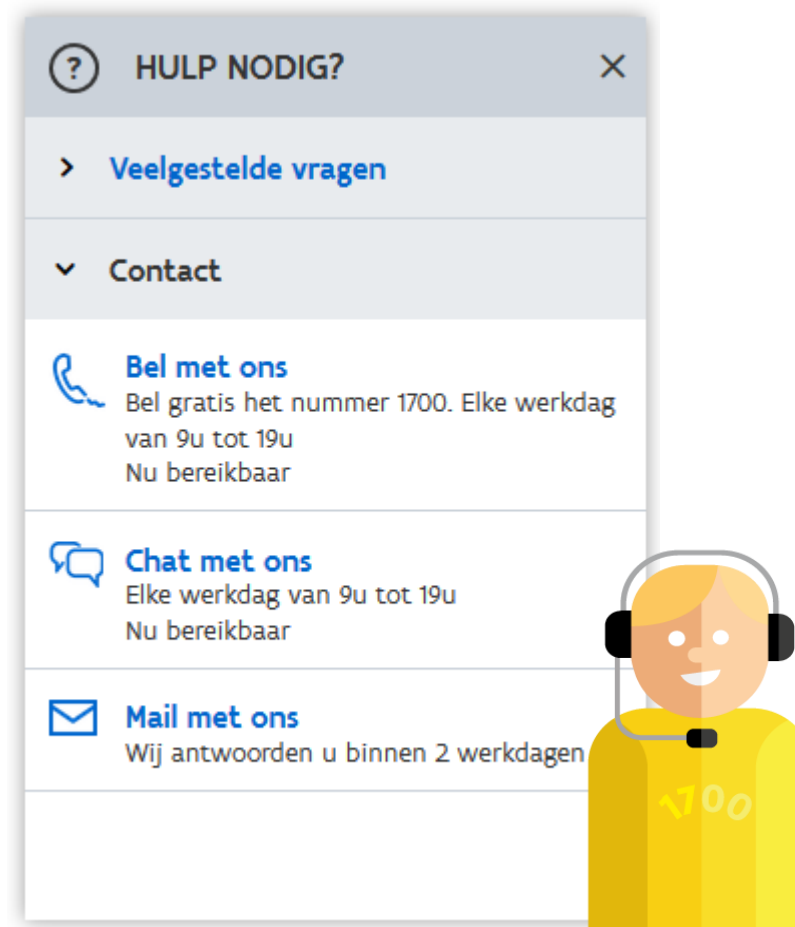 ?
HULP NODIG?
Veelgestelde vragen
Contact
Bel met ons
Bel gratis het nummer 1700. Elke werkdag
van 9u tot 19u
Nu bereikbaar
Chat met ons
Elke werkdag van 9u tot 19u
Nu bereikbaar
Mail met ons
Wij antwoorden u binnen 2 werkdagen
1700